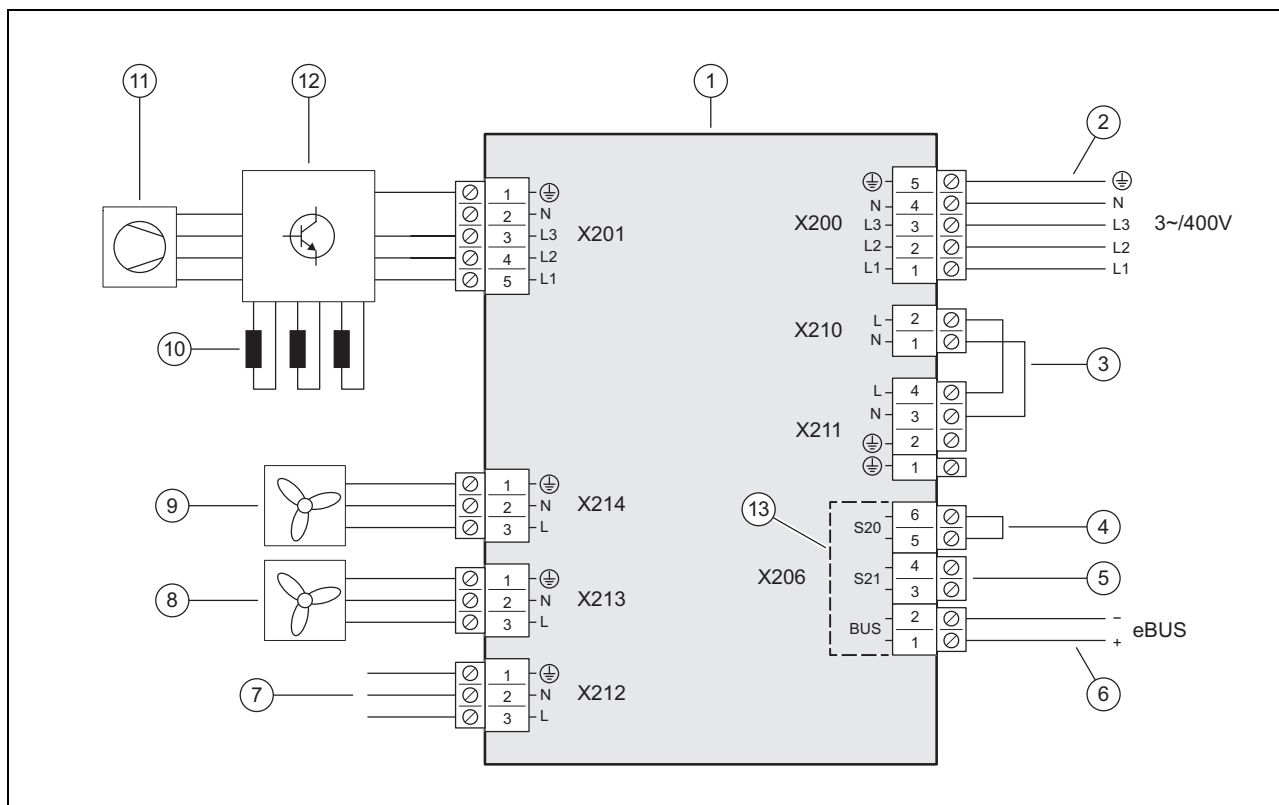 11
12
1
2
X201
1
2 N
3 L3
4 L2
5 L1
X200
5
N 4
L3 3
L2 2
L1 1
N
L3
L2
L1
3~/400V
10
X210
L 2
N 1
3
X211
L 4
N 3
2
1
9
1
2 N
3 L
X214
13
X206
S20
6
5
4
S21
4
3
5
BUS
2
1
–
+
eBUS
6
8
1
2 N
3 L
X213
7
1
2 N
3 L
X212